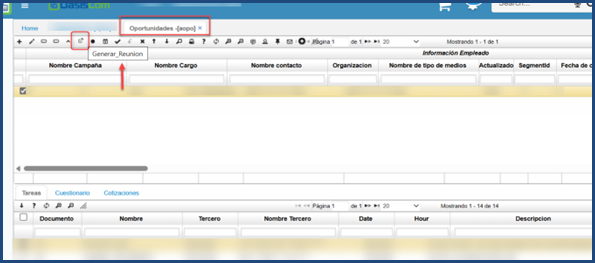 OasisCom
Search...
Home
Oportunidades -[aopo] ×
Página 1 de 1 20 Mostrando 1 - 1 de 1
Generar_Reunion
Información Empleado
Nombre Campaña Nombre Cargo Nombre contacto Organizacion Nombre de tipo de medios Actualizado SegmentId Fecha de c
Tareas Cuestionario Cotizaciones
Página 1 de 1 20 Mostrando 1 - 14 de 14
Documento Nombre Tercero Nombre Tercero Date Hour Descripcion